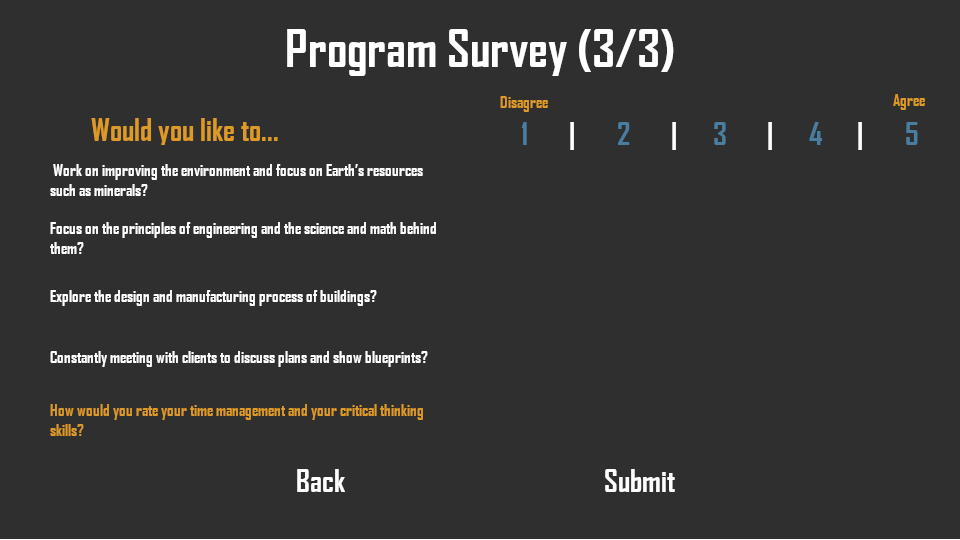 Program Survey (3/3)
Disagree
Agree
Would you like to...
1 | 2 | 3 | 4 | 5
Work on improving the environment and focus on Earth's resources
such as minerals?
Focus on the principles of engineering and the science and math behind
them?
Explore the design and manufacturing process of buildings?
Constantly meeting with clients to discuss plans and show blueprints?
How would you rate your time management and your critical thinking
skills?
Back
Submit